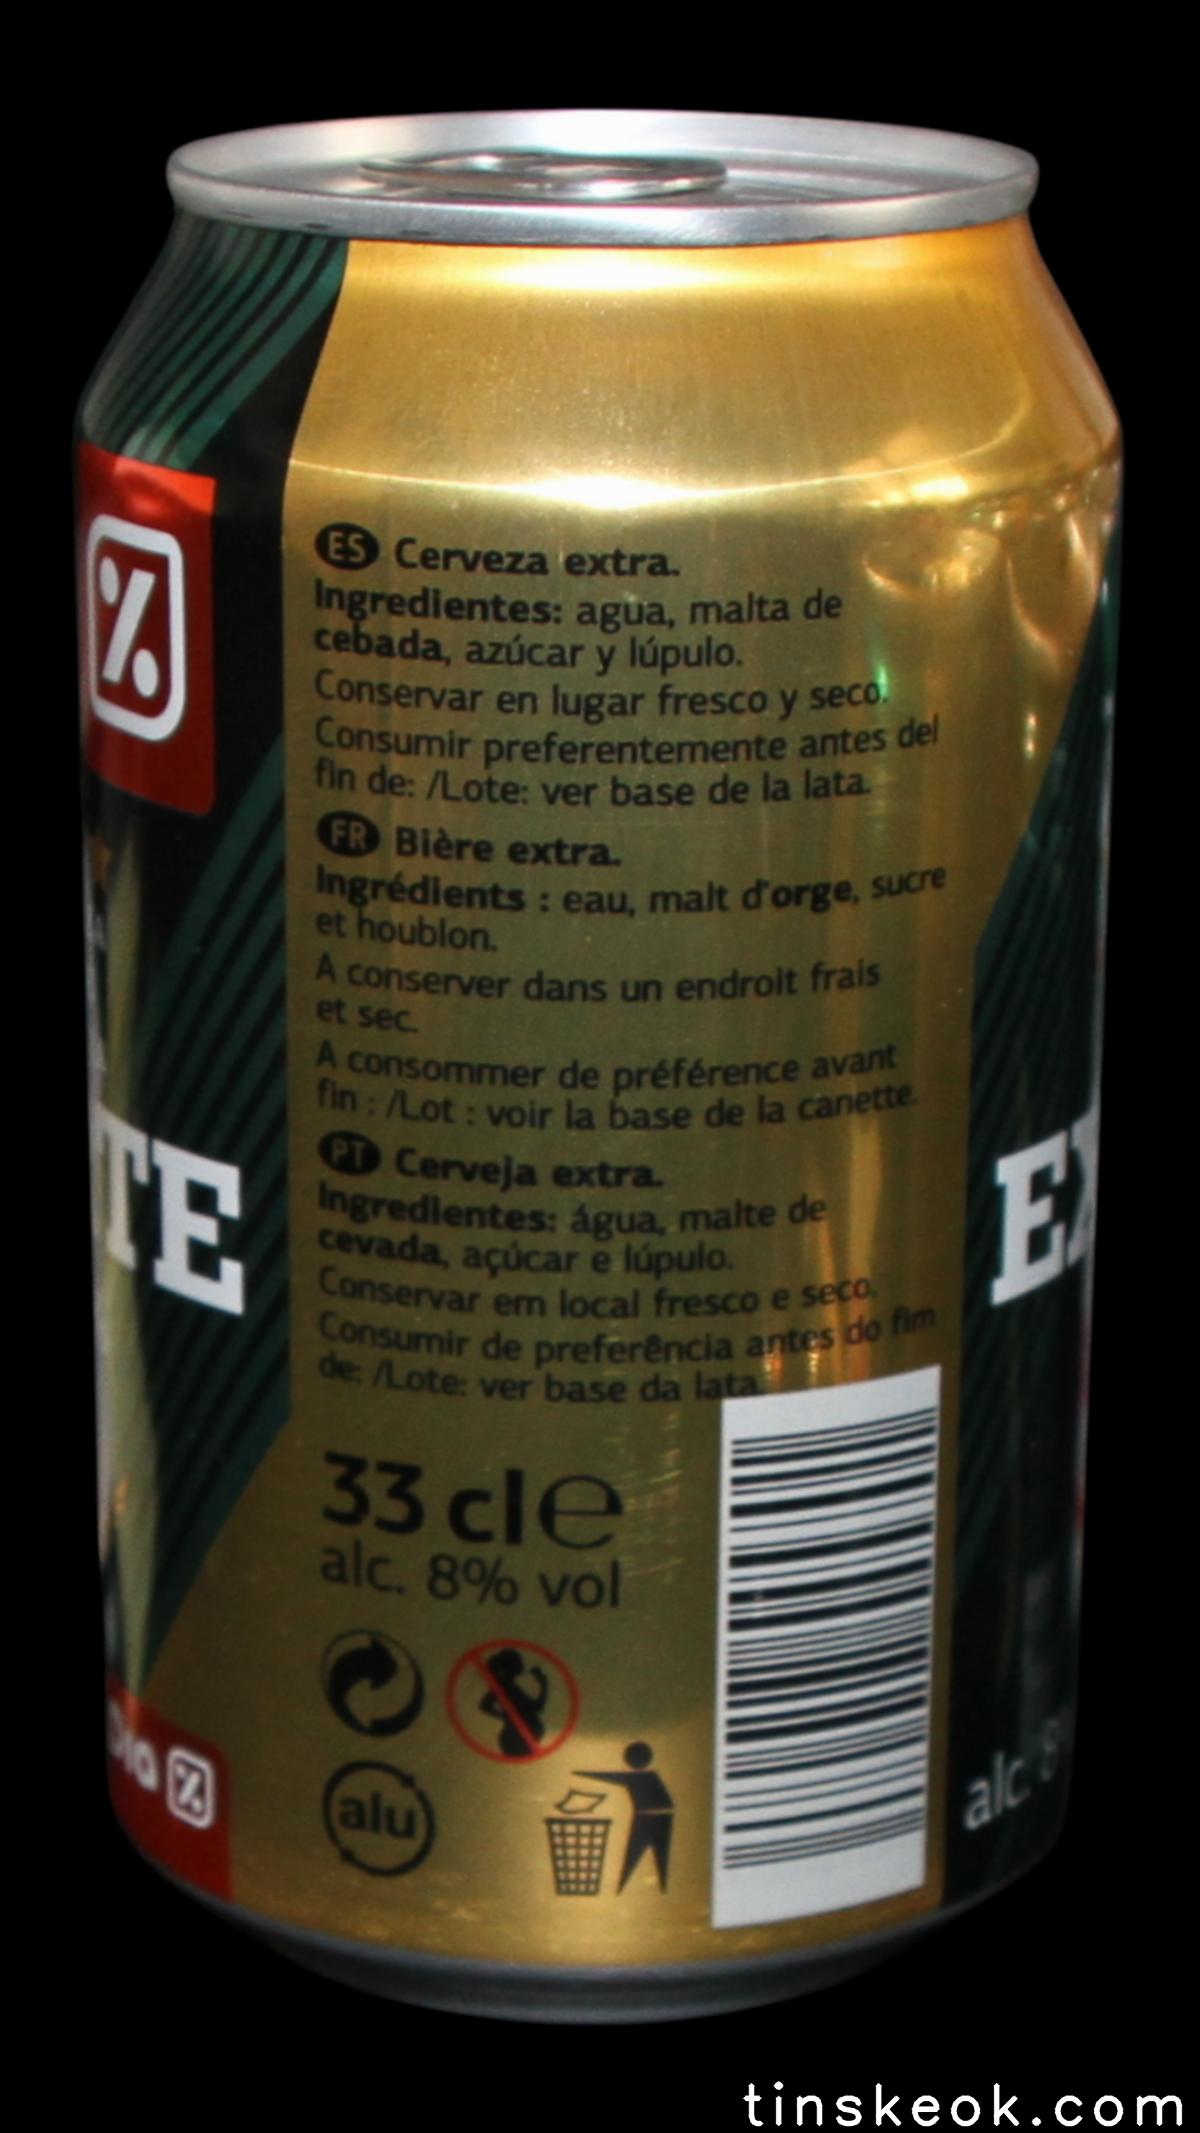 ES Cerveza extra.
Ingredientes: agua, malta de
cebada, azúcar y lúpulo.
Conservar en lugar fresco y seco.
Consumir preferentemente antes del
fin de: /Lote: ver base de la lata.
FR Bière extra.
Ingrédients : eau, malt d'orge, sucre
et houblon.
A conserver dans un endroit frais
et sec.
A consommer de préférence avant
fin : /Lot : voir la base de la canette.
PT Cerveja extra.
Ingredientes: água, malte de
cevada, açúcar e lúpulo.
Conservar em local fresco e seco.
Consumir de preferência antes do fim
de: /Lote: ver base da lata.
33 cl e
alc. 8% vol
alu
%
TE
Dia %
EX
alc. 8
tinskeok.com